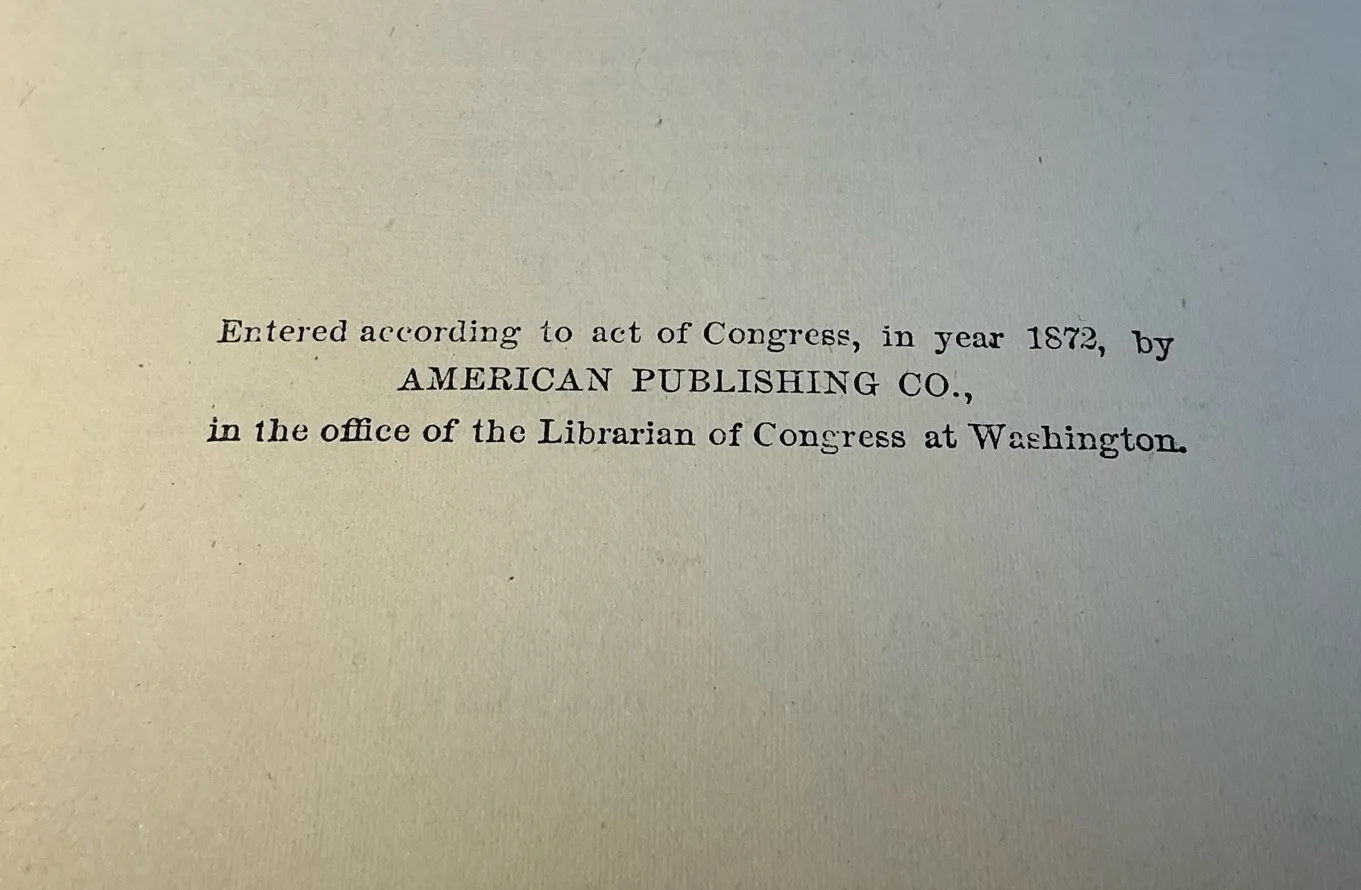 Entered according to act of Congress, in year 1872, by
AMERICAN PUBLISHING CO.,
in the office of the Librarian of Congress at Washington.